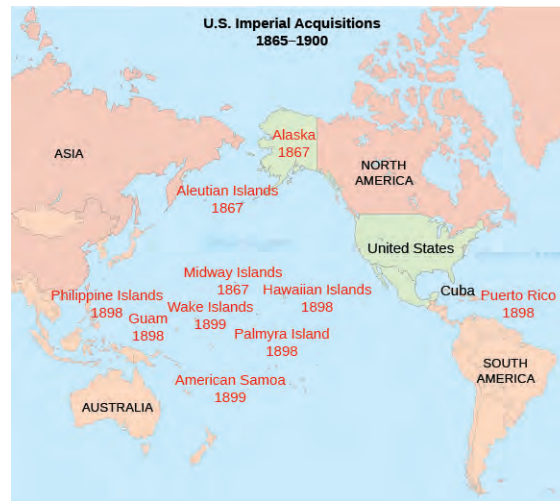 U.S. Imperial Acquisitions
1865–1900
Alaska
1867
ASIA
NORTH
AMERICA
Aleutian Islands
1867
United States
Midway Islands
1867
Hawaiian Islands
1898
Cuba
Puerto Rico
1898
Philippine Islands
1898
Guam
1898
Wake Islands
1899
Palmyra Island
1898
SOUTH
AMERICA
American Samoa
1899
AUSTRALIA